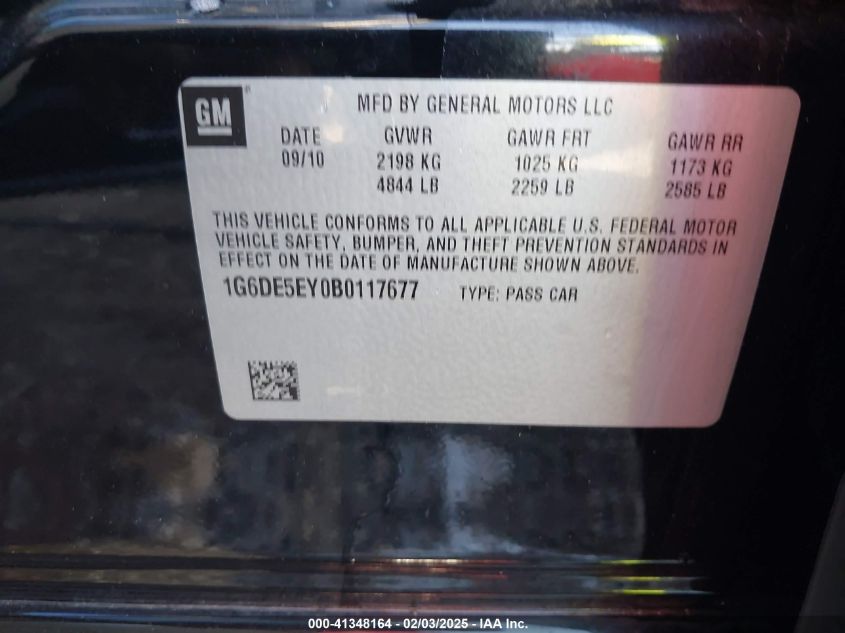 GM
MFD BY GENERAL MOTORS LLC
DATE GVWR GAWR FRT GAWR RR
09/10 2198 KG 1025 KG 1173 KG
4844 LB 2259 LB 2585 LB
THIS VEHICLE CONFORMS TO ALL APPLICABLE U.S. FEDERAL MOTOR
VEHICLE SAFETY, BUMPER, AND THEFT PREVENTION STANDARDS IN
EFFECT ON THE DATE OF MANUFACTURE SHOWN ABOVE.
1G6DE5EY0B0117677 TYPE: PASS CAR
000-41348164 - 02/03/2025 - IAA Inc.